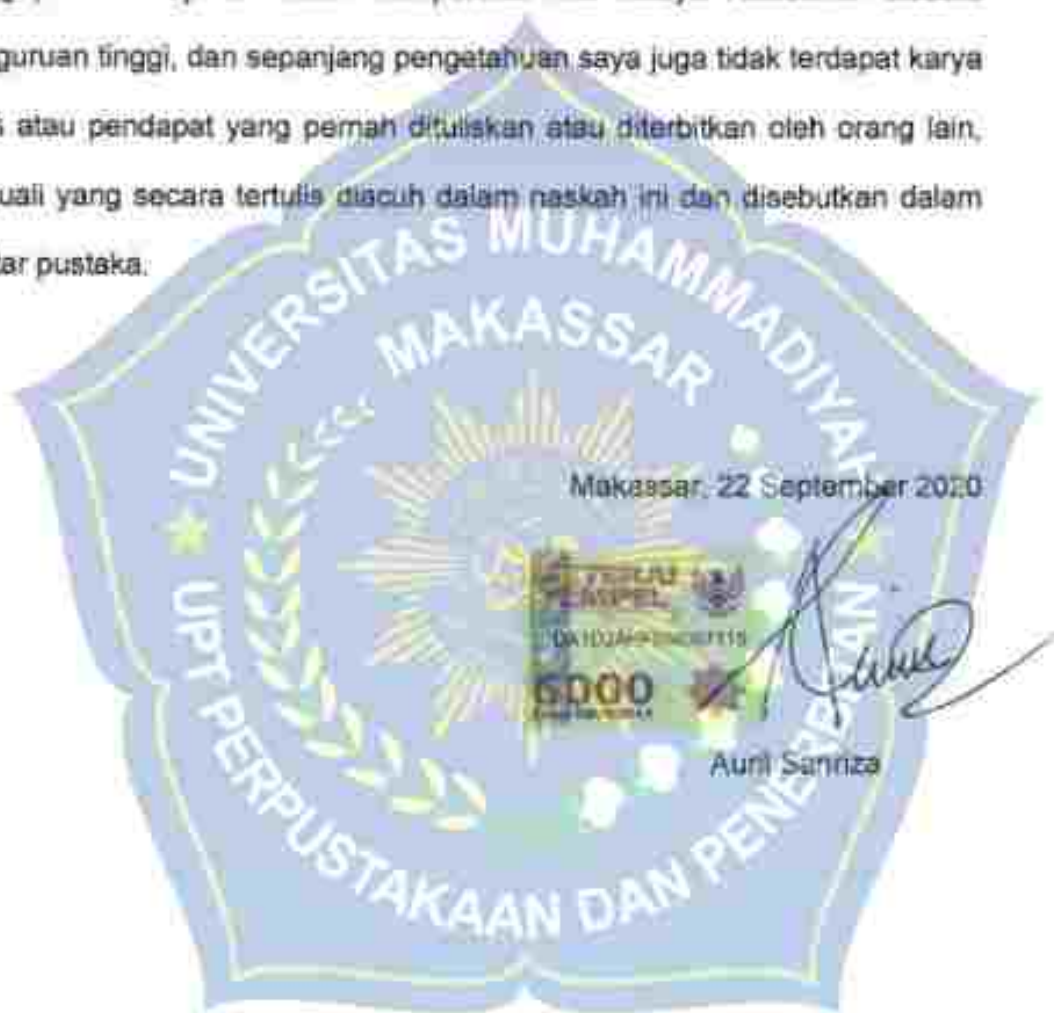 guruan tinggi, dan sepanjang pengetahuan saya juga tidak terdapat karya
atau pendapat yang pernah dituliskan atau diterbitkan oleh orang lain,
uali yang secara tertulis diacuh dalam naskah ini dan disebutkan dalam
tar pustaka.
UNIVERSITAS MUHAMMADIYAH
MAKASSAR
Makassar, 22 September 2020
TEMPEL
6000
Auril Sanriza
UPT PERPUSTAKAAN DAN PENERBITAN